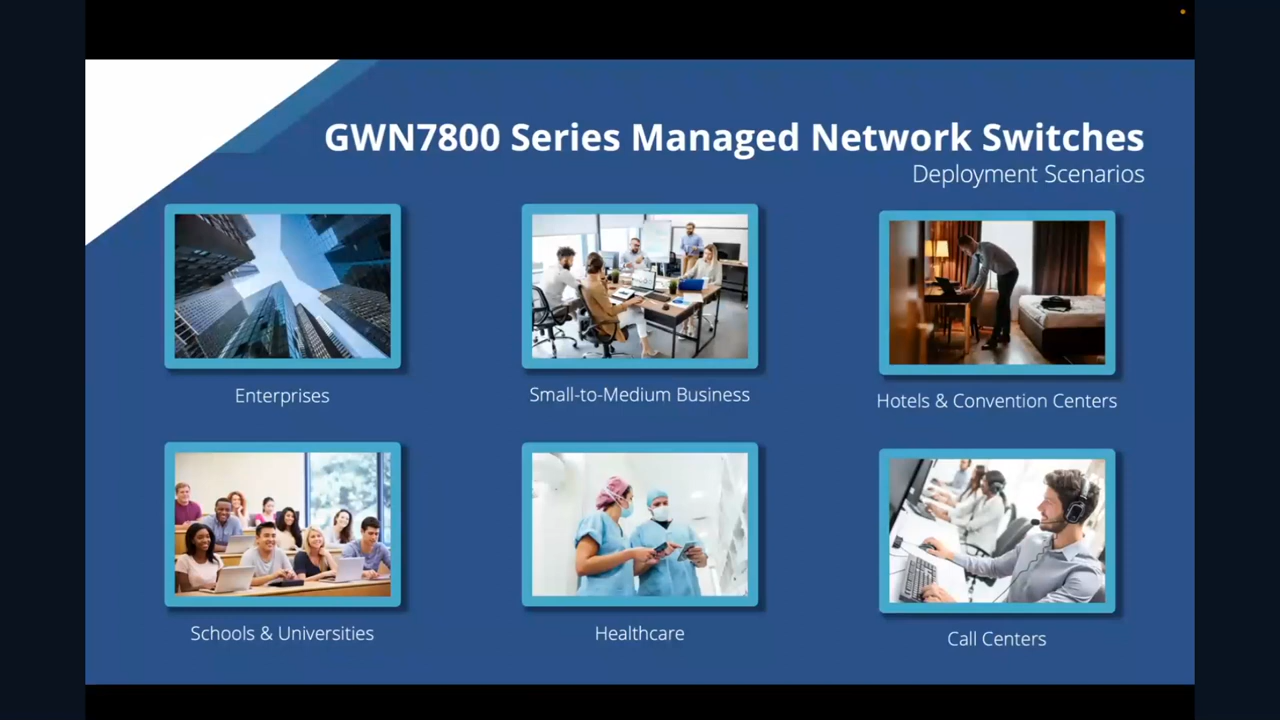 GWN7800 Series Managed Network Switches
Deployment Scenarios
Enterprises
Small-to-Medium Business
Hotels & Convention Centers
Schools & Universities
Healthcare
Call Centers